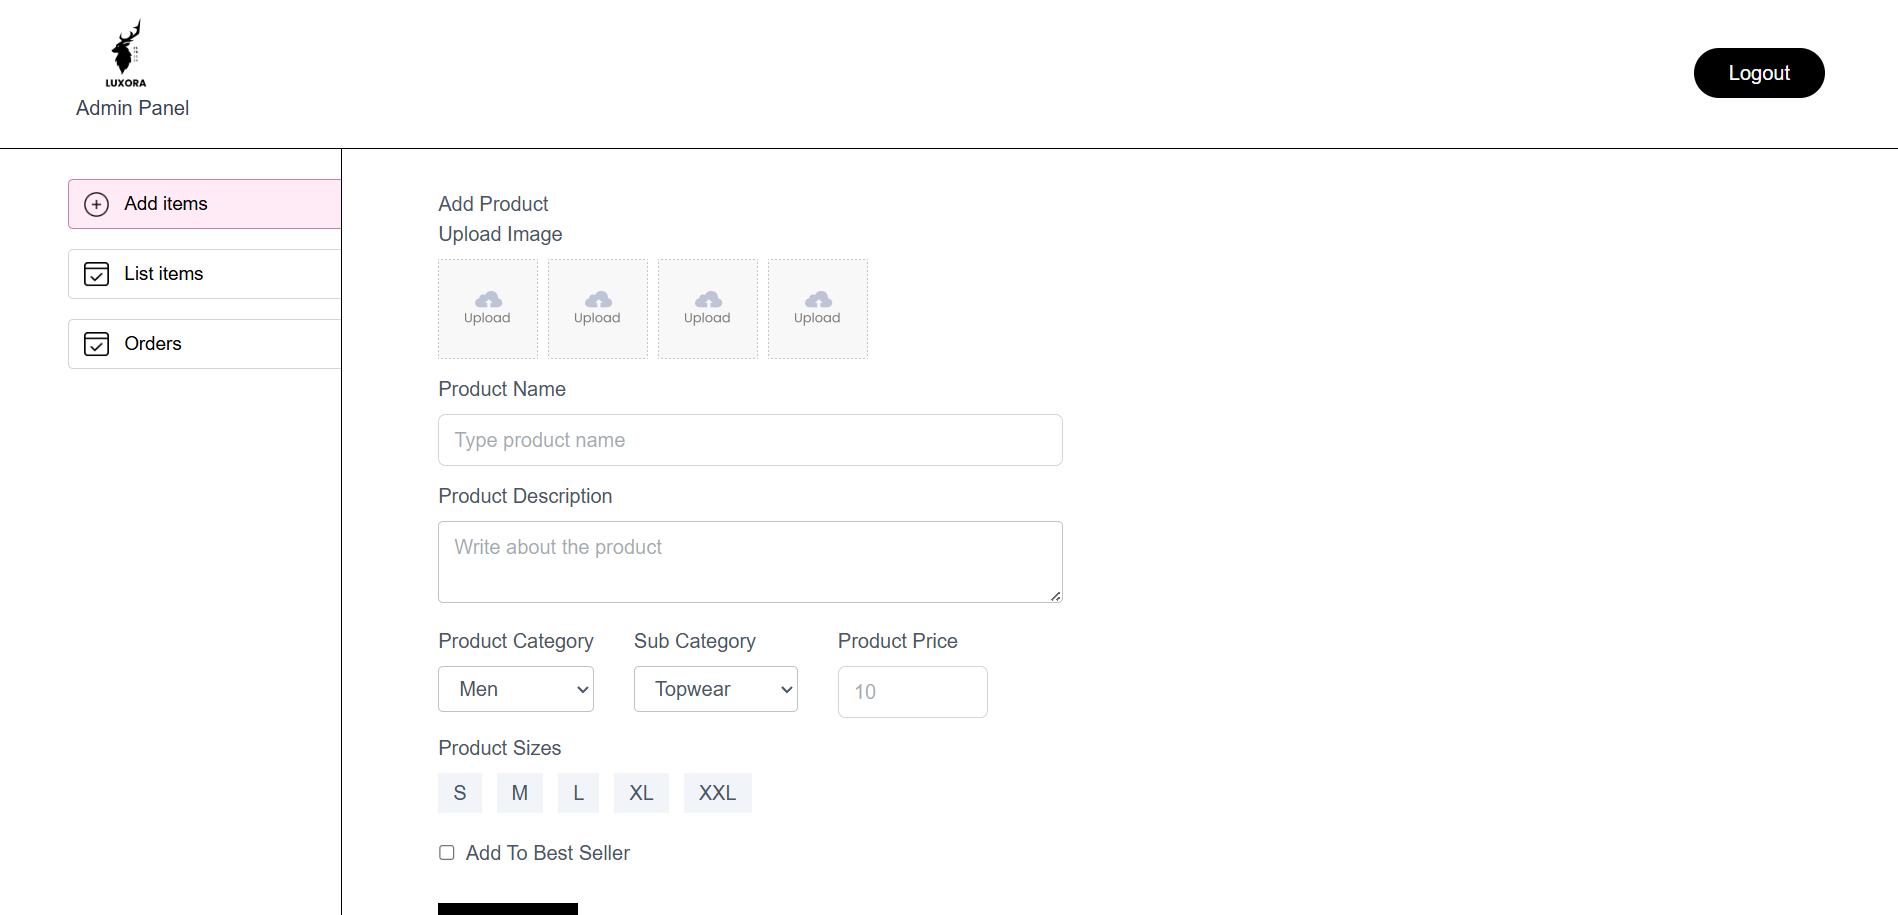 LUXORA
Admin Panel
Logout
Add items
List items
Orders
Add Product
Upload Image
Upload Upload Upload Upload
Product Name
Type product name
Product Description
Write about the product
Product Category Sub Category Product Price
Men Topwear 10
Product Sizes
S M L XL XXL
Add To Best Seller